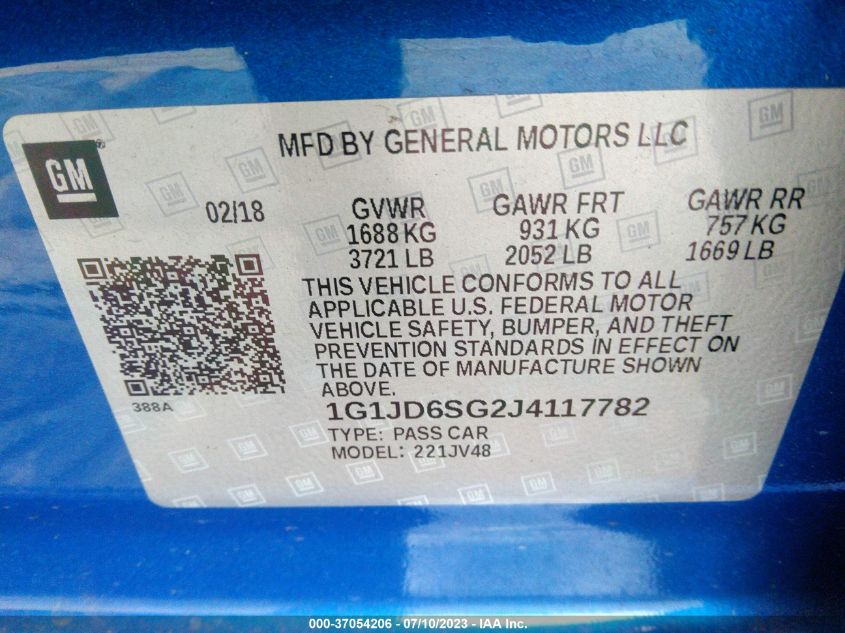 MFD BY GENERAL MOTORS LLC
GM®
02/18 GVWR GAWR FRT GAWR RR
1688 KG 931 KG 757 KG
3721 LB 2052 LB 1669 LB
THIS VEHICLE CONFORMS TO ALL
APPLICABLE U.S. FEDERAL MOTOR
VEHICLE SAFETY, BUMPER, AND THEFT
PREVENTION STANDARDS IN EFFECT ON
THE DATE OF MANUFACTURE SHOWN
ABOVE.
388A
1G1JD6SG2J4117782
TYPE: PASS CAR
MODEL: 221JV48
000-37054206 - 07/10/2023 - IAA Inc.